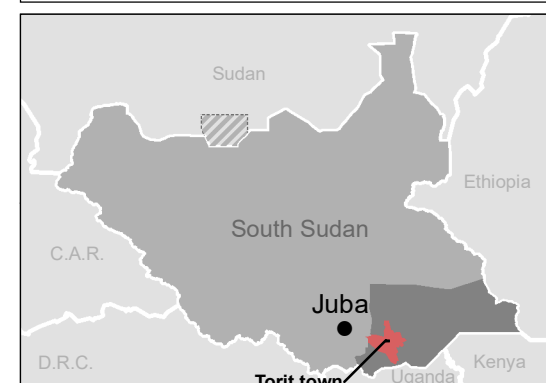 Sudan
Ethiopia
South Sudan
C.A.R.
Juba
D.R.C.
Kenya
Torit town
Uganda